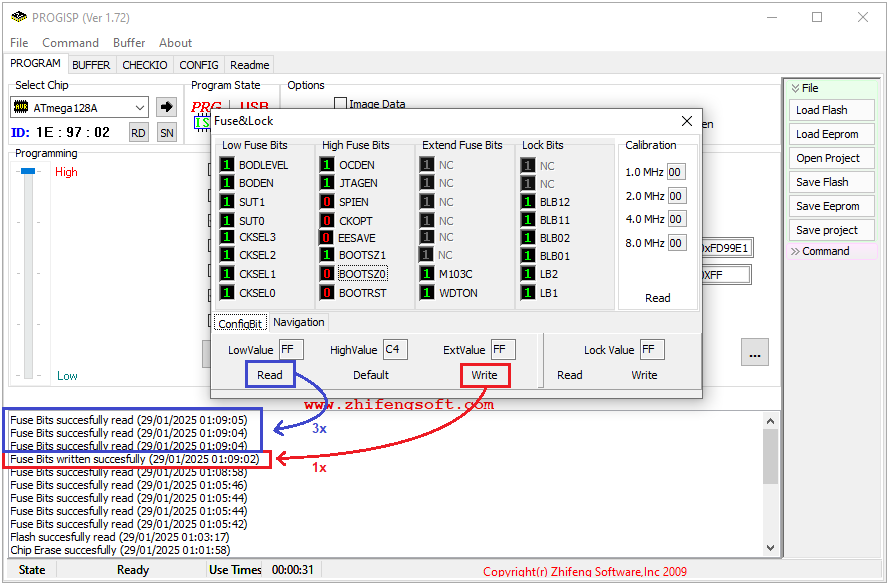 PROGISP (Ver 1.72)
File Command Buffer About
PROGRAM BUFFER CHECKIO CONFIG Readme
Select Chip Program State Options
ATmega128A PRG USB Image Data
ID: 1E : 97 : 02 RD SN IS
Programming
High
Low
0xFD99E1
0XFF
...
Fuse&Lock
Low Fuse Bits High Fuse Bits Extend Fuse Bits Lock Bits Calibration
1 BODLEVEL 1 OCDEN 1 NC 1 NC 1.0 MHz 00
1 BODEN 1 JTAGEN 1 NC 1 NC 2.0 MHz 00
1 SUT1 0 SPIEN 1 NC 1 BLB12 4.0 MHz 00
1 SUT0 0 CKOPT 1 NC 1 BLB11 8.0 MHz 00
1 CKSEL3 0 EESAVE 1 NC 1 BLB02
1 CKSEL2 1 BOOTSZ1 1 NC 1 BLB01
1 CKSEL1 0 BOOTSZ0 1 M103C 1 LB2
1 CKSEL0 0 BOOTRST 1 WDTON 1 LB1
Read
ConfigBit Navigation
LowValue FF HighValue C4 ExtValue FF Lock Value FF
Read Default Write Read Write
www.zhifengsoft.com
File
Load Flash
Load Eeprom
Open Project
Save Flash
Save Eeprom
Save project
Command
Fuse Bits succesfully read (29/01/2025 01:09:05)
Fuse Bits succesfully read (29/01/2025 01:09:04)
Fuse Bits succesfully read (29/01/2025 01:09:04)
Fuse Bits written succesfully (29/01/2025 01:09:02)
Fuse Bits succesfully read (29/01/2025 01:08:58)
Fuse Bits succesfully read (29/01/2025 01:05:46)
Fuse Bits succesfully read (29/01/2025 01:05:44)
Fuse Bits succesfully read (29/01/2025 01:05:44)
Fuse Bits succesfully read (29/01/2025 01:05:42)
Flash succesfully read (29/01/2025 01:03:17)
Chip Erase succesfully (29/01/2025 01:01:58)
3x
1x
State Ready Use Times 00:00:31 Copyright(r) Zhifeng Software,Inc 2009